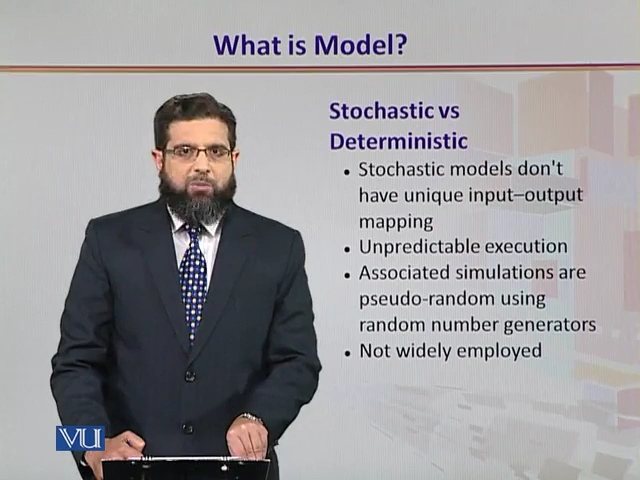 What is Model?
Stochastic vs
Deterministic
• Stochastic models don't
have unique input–output
mapping
• Unpredictable execution
• Associated simulations are
pseudo-random using
random number generators
• Not widely employed
VU